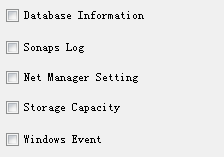 Database Information
Sonaps Log
Net Manager Setting
Storage Capacity
Windows Event